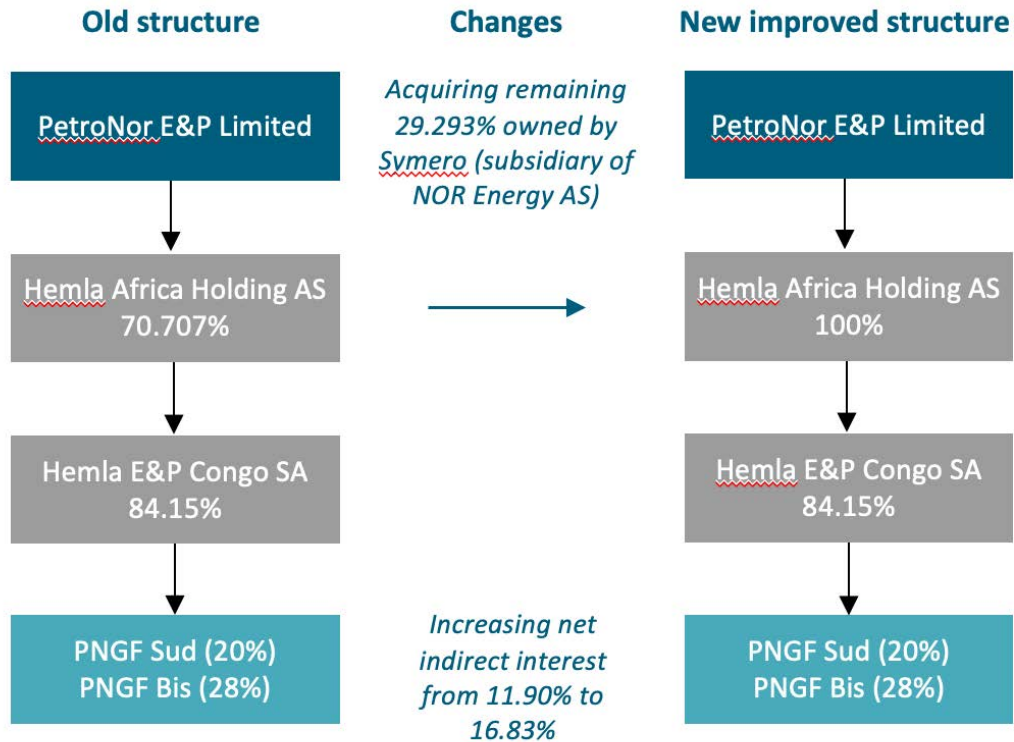 Old structure
Changes
New improved structure
PetroNor E&P Limited
Acquiring remaining
29.293% owned by
Symero (subsidiary of
NOR Energy AS)
PetroNor E&P Limited
Hemla Africa Holding AS
70.707%
Hemla Africa Holding AS
100%
Hemla E&P Congo SA
84.15%
Hemla E&P Congo SA
84.15%
PNGF Sud (20%)
PNGF Bis (28%)
Increasing net
indirect interest
from 11.90% to
16.83%
PNGF Sud (20%)
PNGF Bis (28%)